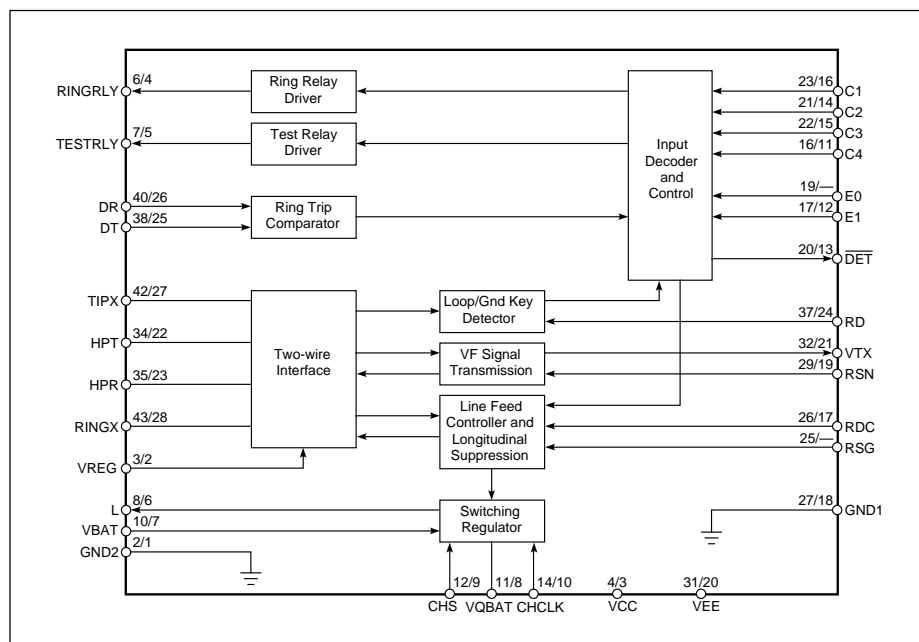 RINGRLY
6/4
Ring Relay
Driver
TESTRLY
7/5
Test Relay
Driver
DR
40/26
DT
38/25
Ring Trip
Comparator
Input
Decoder
and
Control
23/16
C1
21/14
C2
22/15
C3
16/11
C4
19/—
E0
17/12
E1
20/13
DET
TIPX
42/27
HPT
34/22
HPR
35/23
RINGX
43/28
VREG
3/2
Two-wire
Interface
Loop/Gnd Key
Detector
VF Signal
Transmission
Line Feed
Controller and
Longitudinal
Suppression
37/24
RD
32/21
VTX
29/19
RSN
26/17
RDC
25/—
RSG
L
8/6
VBAT
10/7
GND2
2/1
Switching
Regulator
27/18
GND1
12/9
11/8
14/10
4/3
31/20
CHS
VQBAT
CHCLK
VCC
VEE